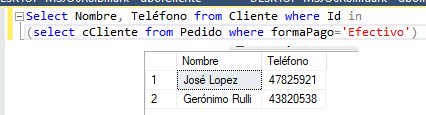 Select Nombre, Teléfono from Cliente where Id in
(select cCliente from Pedido where formaPago='Efectivo')
Nombre Teléfono
1 José Lopez 47825921
2 Gerónimo Rulli 43820538